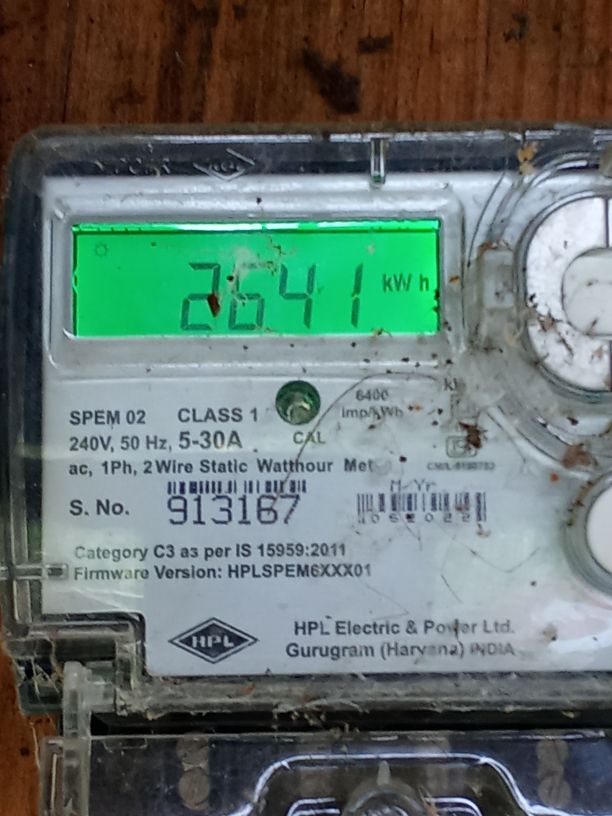 2641 kWh
SPEM 02 CLASS 1
6400
imp/kWh
240V, 50 Hz, 5-30A
CAL
ac, 1Ph, 2 Wire Static Watthour
S. No. 913167
M/Yr
062022
Category C3 as per IS 15959:2011
Firmware Version: HPLSPEM6XXX01
HPL
HPL Electric & Power Ltd.
Gurugram (Haryana) INDIA